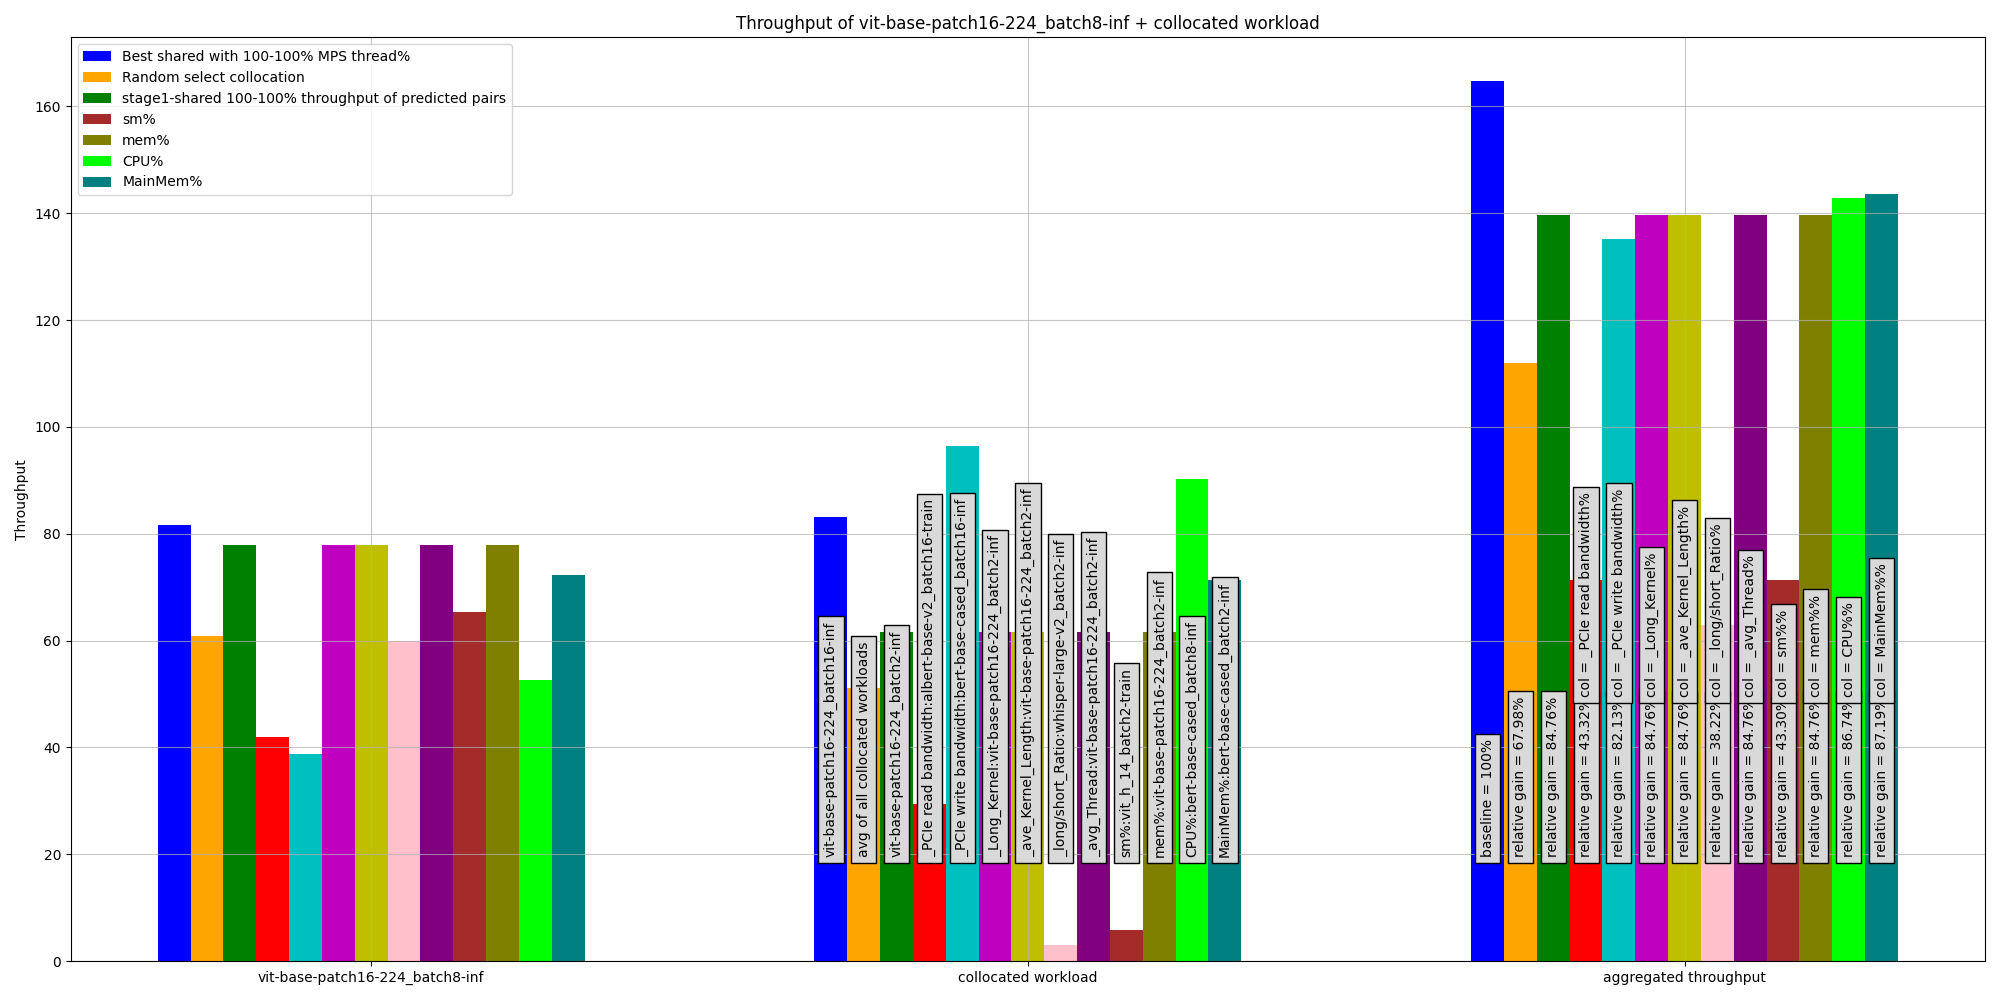 Throughput of vit-base-patch16-224_batch8-inf + collocated workload
Best shared with 100-100% MPS thread%
Random select collocation
stage1-shared 100-100% throughput of predicted pairs
sm%
mem%
CPU%
MainMem%
Throughput
160
140
120
100
80
60
40
20
0
vit-base-patch16-224_batch16-inf
avg of all collocated workloads
vit-base-patch16-224_batch2-inf
_PCIe read bandwidth:albert-base-v2_batch16-train
_PCIe write bandwidth:bert-base-cased_batch16-inf
_Long_Kernel:vit-base-patch16-224_batch2-inf
_ave_Kernel_Length:vit-base-patch16-224_batch2-inf
_long/short_Ratio:whisper-large-v2_batch2-inf
_avg_Thread:vit-base-patch16-224_batch2-inf
sm%:vit_h_14_batch2-train
mem%:vit-base-patch16-224_batch2-inf
CPU%:bert-base-cased_batch8-inf
MainMem%:bert-base-cased_batch2-inf
baseline = 100%
relative gain = 67.98%
relative gain = 84.76%
relative gain = 43.32%
col = _PCIe read bandwidth%
relative gain = 82.13%
col = _PCIe write bandwidth%
relative gain = 84.76%
col = _Long_Kernel%
relative gain = 84.76%
col = _ave_Kernel_Length%
relative gain = 38.22%
col = _long/short_Ratio%
relative gain = 84.76%
col = _avg_Thread%
relative gain = 43.30%
col = sm%%
relative gain = 84.76%
col = mem%%
relative gain = 86.74%
col = CPU%%
relative gain = 87.19%
col = MainMem%%
vit-base-patch16-224_batch8-inf
collocated workload
aggregated throughput